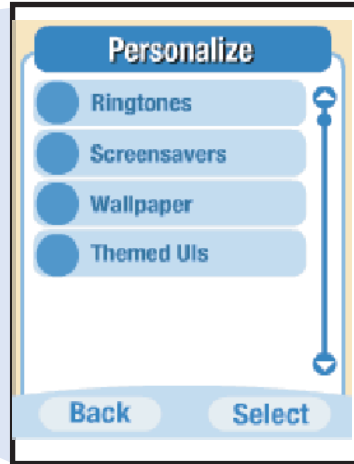 Personalize
Ringtones
Screensavers
Wallpaper
Themed UIs
Back Select